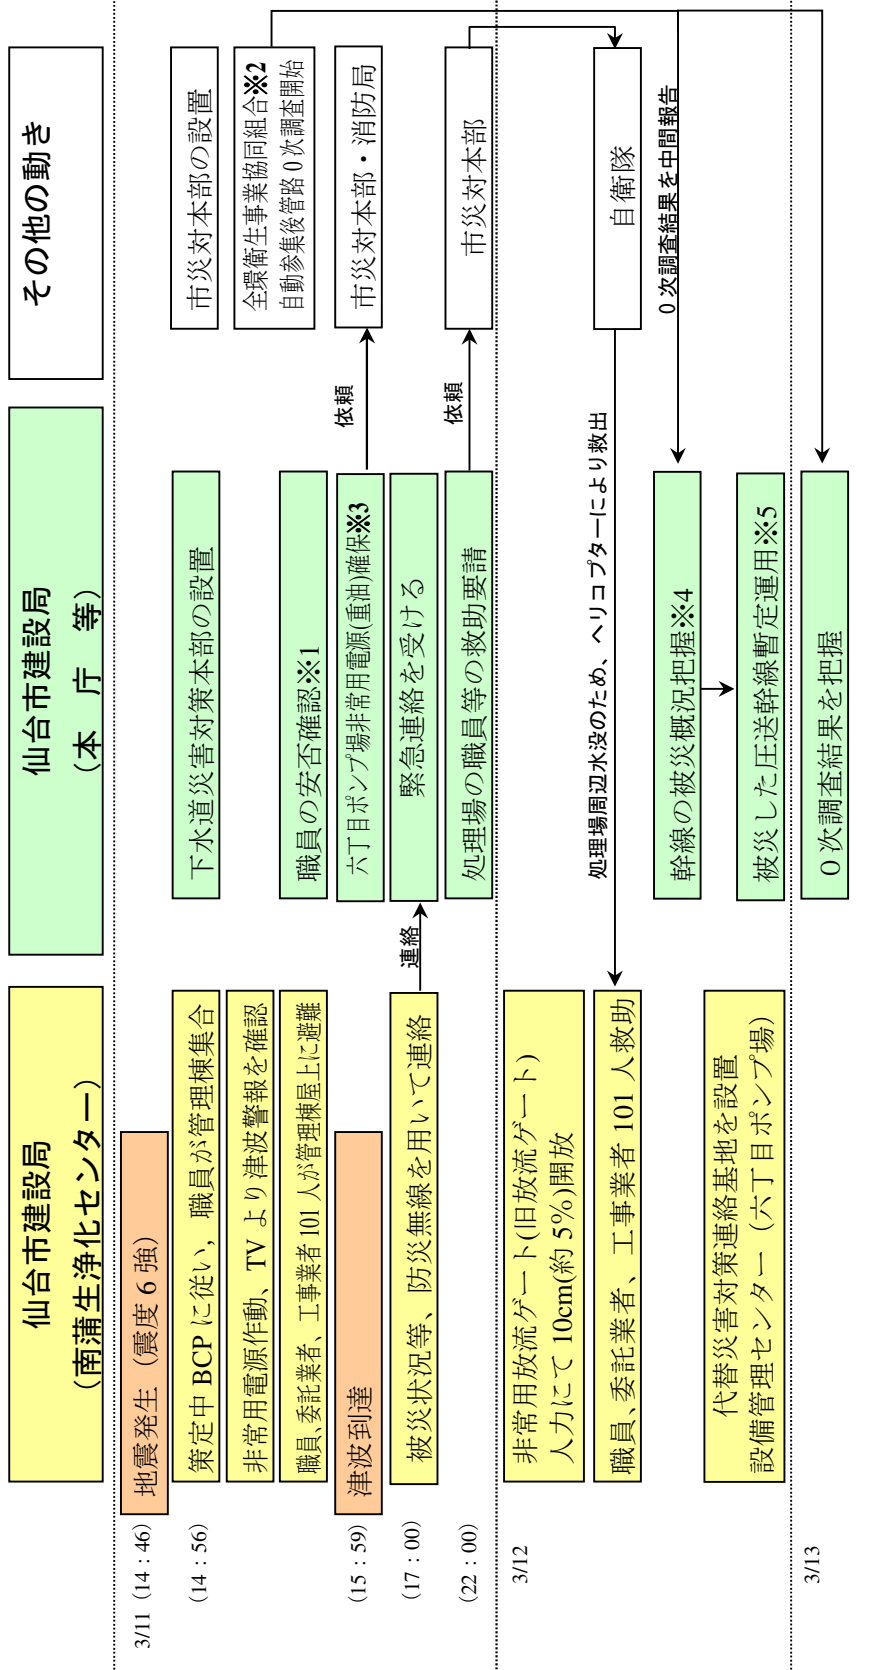 仙台市建設局
（南蒲生浄化センター）
仙台市建設局
（本 庁 等）
その他の動き
3/11（14：46）
地震発生（震度 6 強）
（14：56）
策定中 BCP に従い，職員が管理棟集合
下水道災害対策本部の設置
市災対本部の設置
非常用電源作動、TV より津波警報を確認
全環衛生事業協同組合※2
自動参集後管路 0 次調査開始
職員、委託業者、工事業者 101 人が管理棟屋上に避難
職員の安否確認※1
（15：59）
津波到達
六丁目ポンプ場非常用電源(重油)確保※3
依頼
市災対本部・消防局
（17：00）
被災状況等、防災無線を用いて連絡
連絡
緊急連絡を受ける
（22：00）
処理場の職員等の救助要請
依頼
市災対本部
3/12
非常用放流ゲート(旧放流ゲート)
人力にて 10cm(約 5%)開放
職員、委託業者、工事業者 101 人救助
処理場周辺水没のため、ヘリコプターにより救出
自衛隊
幹線の被災概況把握※4
0 次調査結果を中間報告
代替災害対策連絡基地を設置
設備管理センター（六丁目ポンプ場）
被災した圧送幹線暫定運用※5
3/13
0 次調査結果を把握